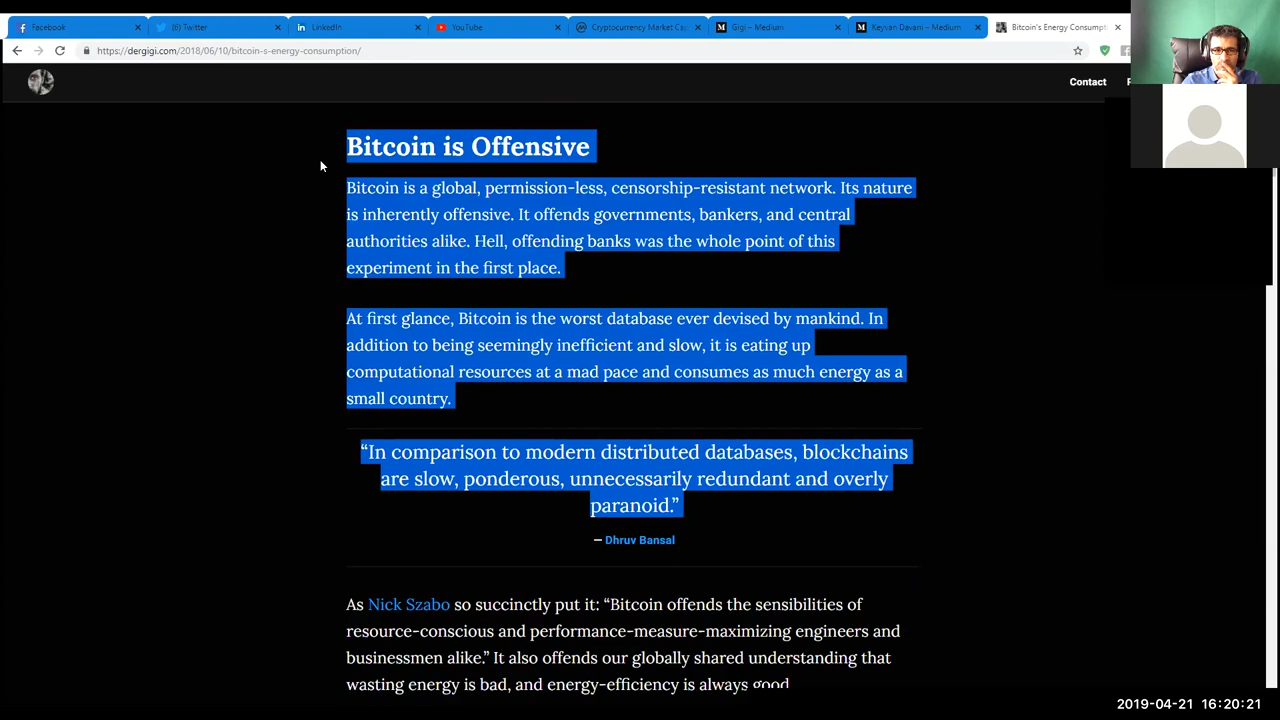 Facebook
(6) Twitter
LinkedIn
YouTube
Cryptocurrency Market Cap
Gigi – Medium
Keyvan Davani – Medium
Bitcoin's Energy Consumpt
https://dergigi.com/2018/06/10/bitcoin-s-energy-consumption/
Contact
Bitcoin is Offensive
Bitcoin is a global, permission-less, censorship-resistant network. Its nature
is inherently offensive. It offends governments, bankers, and central
authorities alike. Hell, offending banks was the whole point of this
experiment in the first place.
At first glance, Bitcoin is the worst database ever devised by mankind. In
addition to being seemingly inefficient and slow, it is eating up
computational resources at a mad pace and consumes as much energy as a
small country.
“In comparison to modern distributed databases, blockchains
are slow, ponderous, unnecessarily redundant and overly
paranoid.”
— Dhruv Bansal
As Nick Szabo so succinctly put it: “Bitcoin offends the sensibilities of
resource-conscious and performance-measure-maximizing engineers and
businessmen alike.” It also offends our globally shared understanding that
wasting energy is bad, and energy-efficiency is always good
2019-04-21 16:20:21